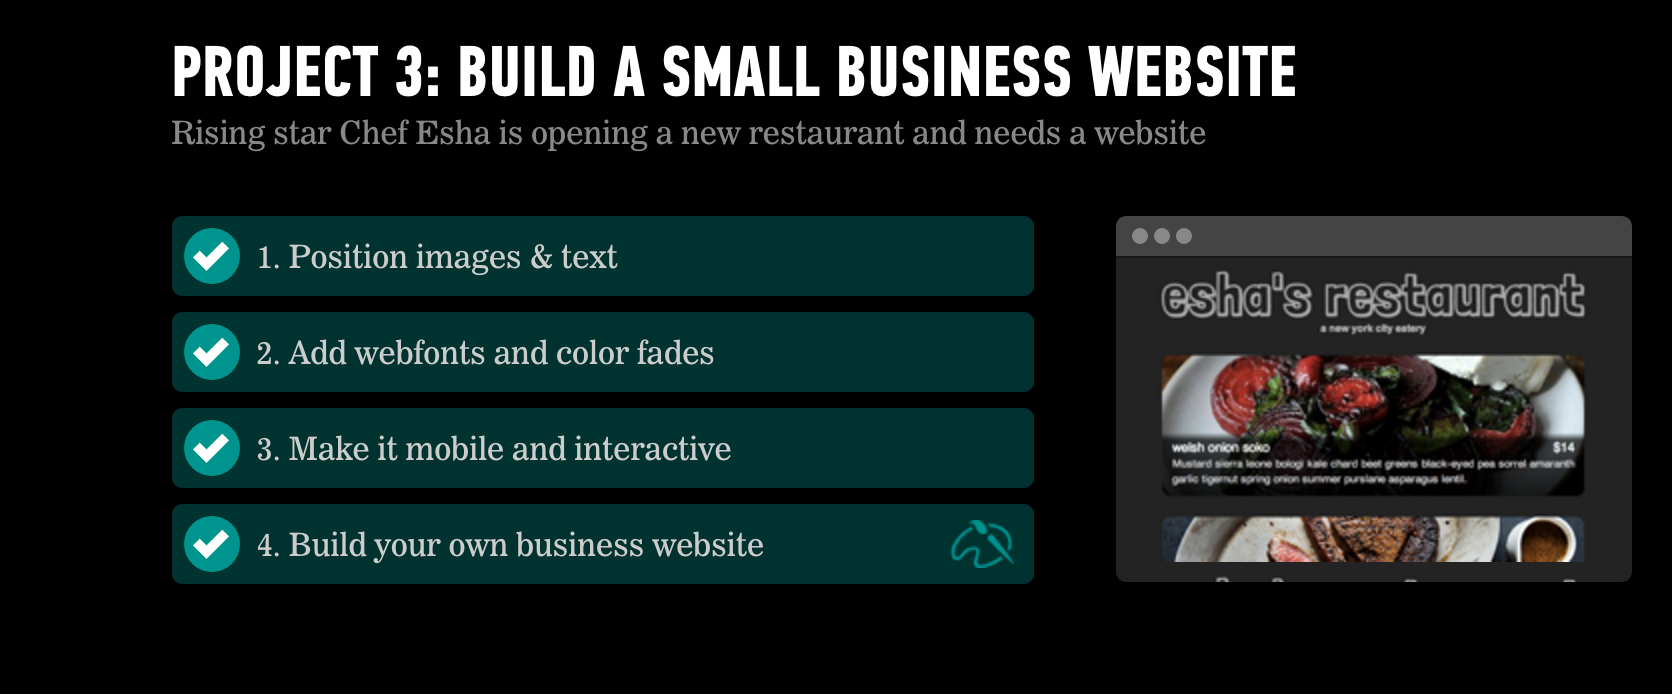 PROJECT 3: BUILD A SMALL BUSINESS WEBSITE
Rising star Chef Esha is opening a new restaurant and needs a website
1. Position images & text
2. Add webfonts and color fades
3. Make it mobile and interactive
4. Build your own business website
esha's restaurant
a new york city eatery
welsh onion soko $14
Mustard sierra leone bologi kale chard beet greens black-eyed pea sorrel amaranth
garlic tigernut spring onion summer purslane asparagus lentil.